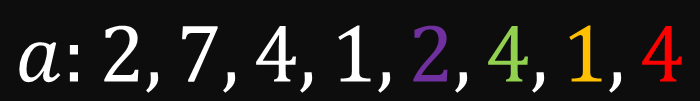 a: 2, 7, 4, 1, 2, 4, 1, 4